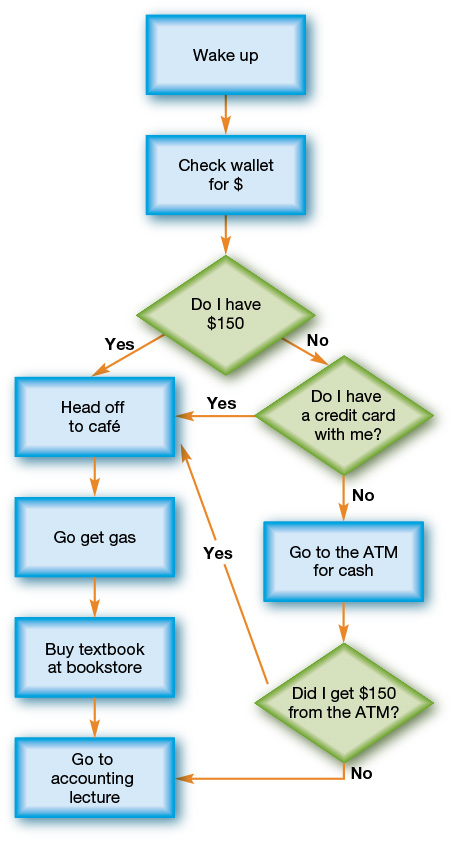 Wake up
Check wallet
for $
Do I have
$150
Yes
No
Head off
to café
Yes
Do I have
a credit card
with me?
No
Go get gas
Yes
Go to the ATM
for cash
Buy textbook
at bookstore
Did I get $150
from the ATM?
Go to
accounting
lecture
No